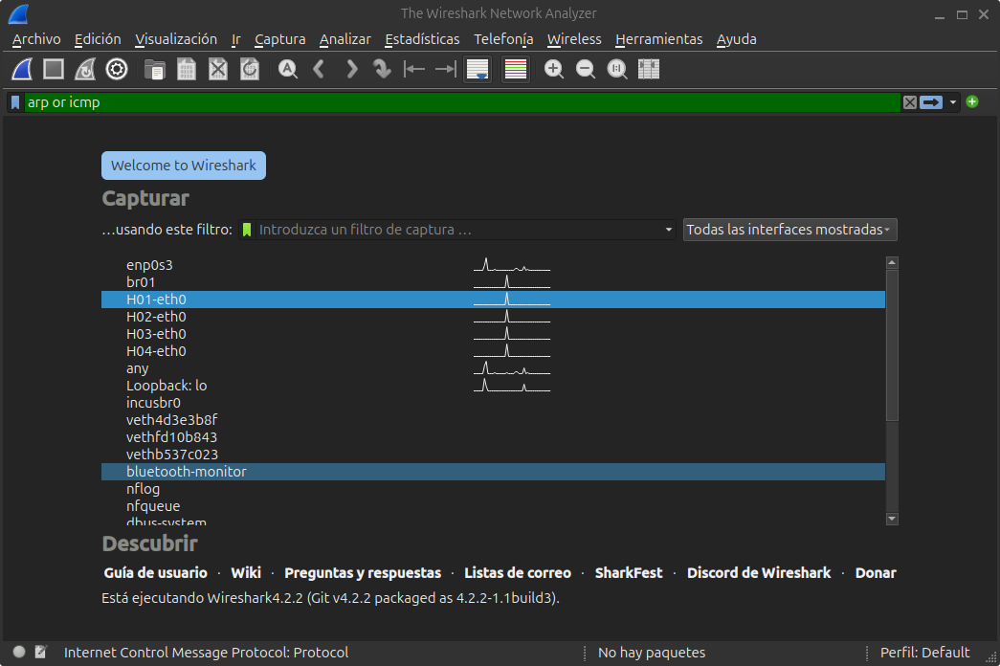 The Wireshark Network Analyzer
Archivo Edición Visualización Ir Captura Analizar Estadísticas Telefonía Wireless Herramientas Ayuda
arp or icmp
Welcome to Wireshark
Capturar
…usando este filtro: Introduzca un filtro de captura … Todas las interfaces mostradas
enp0s3
br01
H01-eth0
H02-eth0
H03-eth0
H04-eth0
any
Loopback: lo
incusbr0
veth4d3e3b8f
vethfd10b843
vethb537c023
bluetooth-monitor
nflog
nfqueue
dbus-system
Descubrir
Guía de usuario · Wiki · Preguntas y respuestas · Listas de correo · SharkFest · Discord de Wireshark · Donar
Está ejecutando Wireshark4.2.2 (Git v4.2.2 packaged as 4.2.2-1.1build3).
Internet Control Message Protocol: Protocol No hay paquetes Perfil: Default